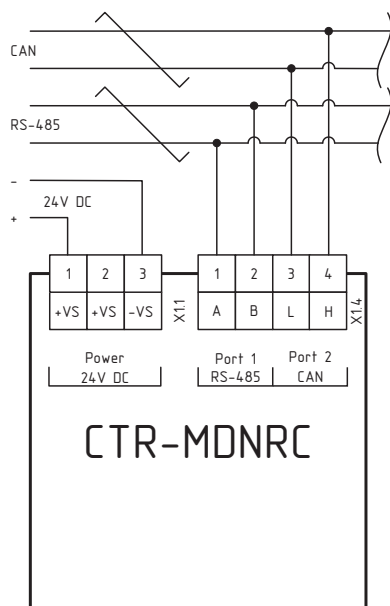 CAN
RS-485
-
24V DC
+
1 2 3 1 2 3 4
+VS +VS -VS X1.1 A B L H X1.4
Power Port 1 Port 2
24V DC RS-485 CAN
CTR-MDNRC